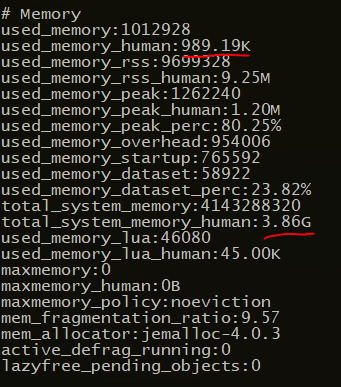 # Memory
used_memory:1012928
used_memory_human:989.19K
used_memory_rss:9699328
used_memory_rss_human:9.25M
used_memory_peak:1262240
used_memory_peak_human:1.20M
used_memory_peak_perc:80.25%
used_memory_overhead:954006
used_memory_startup:765592
used_memory_dataset:58922
used_memory_dataset_perc:23.82%
total_system_memory:4143288320
total_system_memory_human:3.86G
used_memory_lua:46080
used_memory_lua_human:45.00K
maxmemory:0
maxmemory_human:0B
maxmemory_policy:noeviction
mem_fragmentation_ratio:9.57
mem_allocator:jemalloc-4.0.3
active_defrag_running:0
lazyfree_pending_objects:0